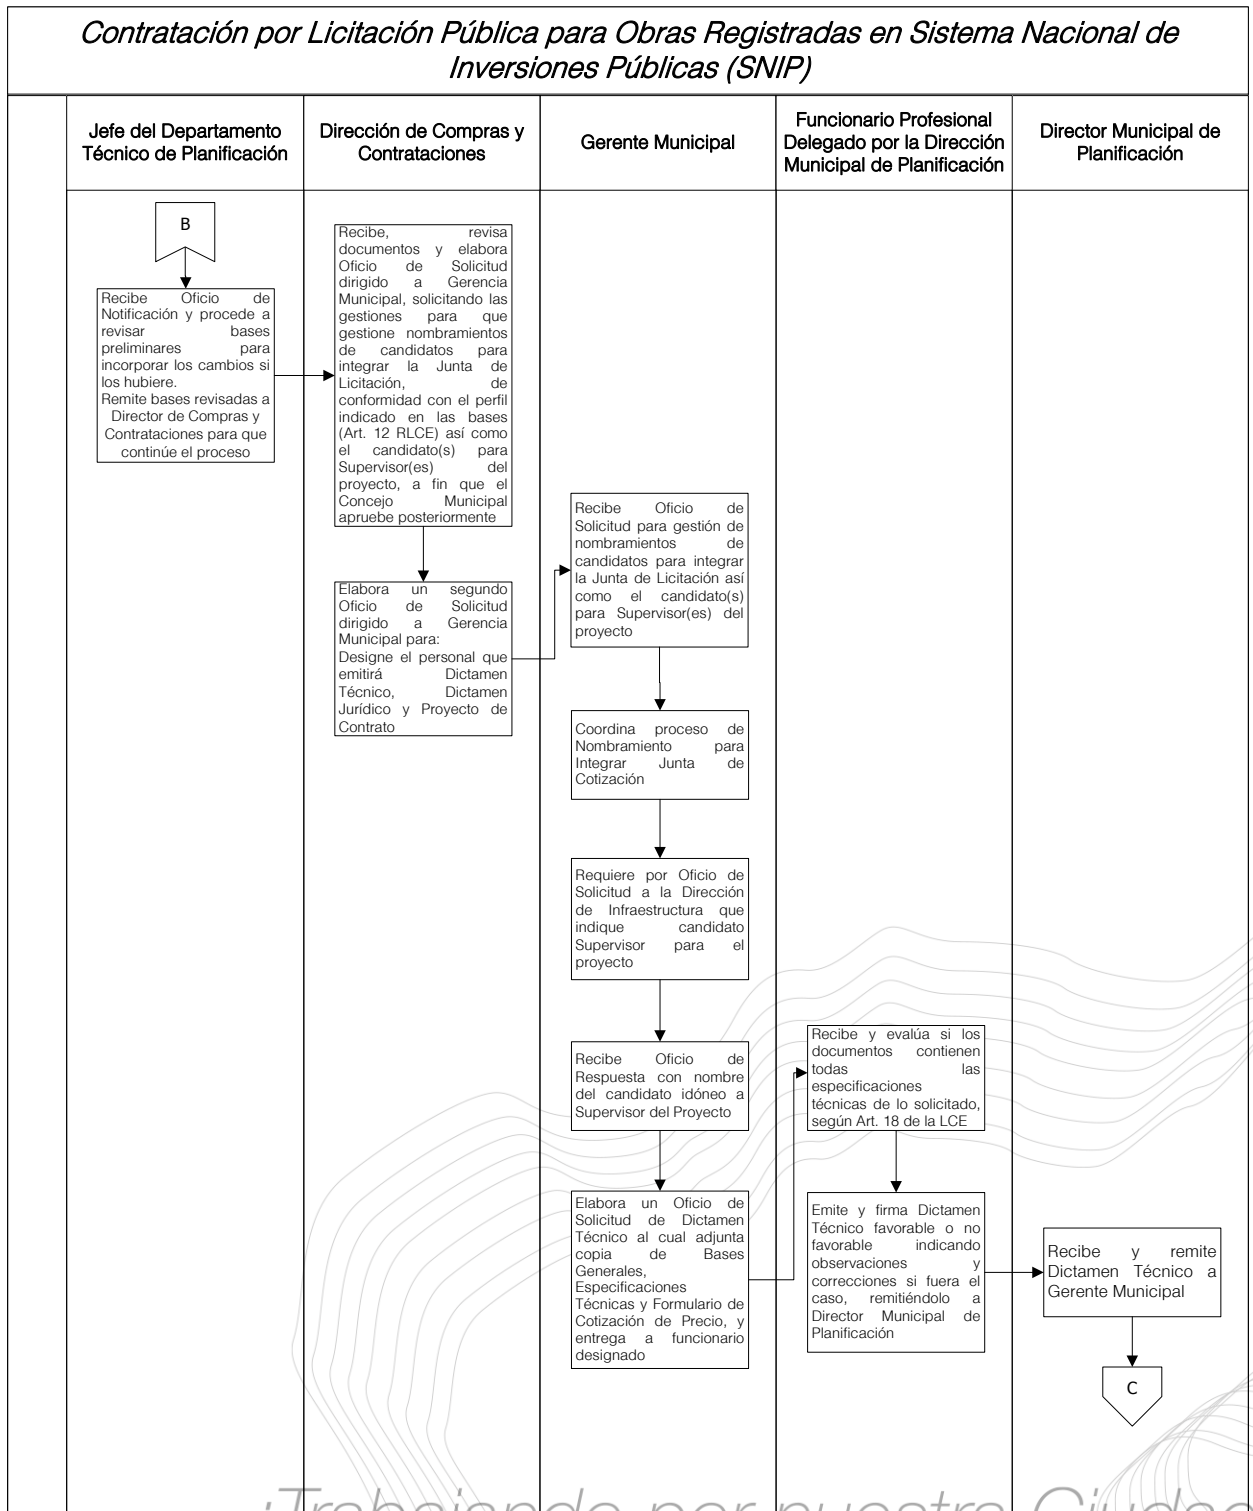 Contratación por Licitación Pública para Obras Registradas en Sistema Nacional de
Inversiones Públicas (SNIP)
Jefe del Departamento
Técnico de Planificación
Dirección de Compras y
Contrataciones
Gerente Municipal
Funcionario Profesional
Delegado por la Dirección
Municipal de Planificación
Director Municipal de
Planificación
B
Recibe Oficio de
Notificación y procede a
revisar bases
preliminares para
incorporar los cambios si
los hubiere.
Remite bases revisadas a
Director de Compras y
Contrataciones para que
continúe el proceso
Recibe, revisa
documentos y elabora
Oficio de Solicitud
dirigido a Gerencia
Municipal, solicitando las
gestiones para que
gestione nombramientos
de candidatos para
integrar la Junta de
Licitación, de
conformidad con el perfil
indicado en las bases
(Art. 12 RLCE) así como
el candidato(s) para
Supervisor(es) del
proyecto, a fin que el
Concejo Municipal
apruebe posteriormente
Elabora un segundo
Oficio de Solicitud
dirigido a Gerencia
Municipal para:
Designe el personal que
emitirá Dictamen
Técnico, Dictamen
Jurídico y Proyecto de
Contrato
Recibe Oficio de
Solicitud para gestión de
nombramientos de
candidatos para integrar
la Junta de Licitación así
como el candidato(s)
para Supervisor(es) del
proyecto
Coordina proceso de
Nombramiento para
Integrar Junta de
Cotización
Requiere por Oficio de
Solicitud a la Dirección
de Infraestructura que
indique candidato
Supervisor para el
proyecto
Recibe Oficio de
Respuesta con nombre
del candidato idóneo a
Supervisor del Proyecto
Elabora un Oficio de
Solicitud de Dictamen
Técnico al cual adjunta
copia de Bases
Generales,
Especificaciones
Técnicas y Formulario de
Cotización de Precio, y
entrega a funcionario
designado
Recibe y evalúa si los
documentos contienen
todas las
especificaciones
técnicas de lo solicitado,
según Art. 18 de la LCE
Emite y firma Dictamen
Técnico favorable o no
favorable indicando
observaciones y
correcciones si fuera el
caso, remitiéndolo a
Director Municipal de
Planificación
Recibe y remite
Dictamen Técnico a
Gerente Municipal
C
¡Trabajando por nuestra